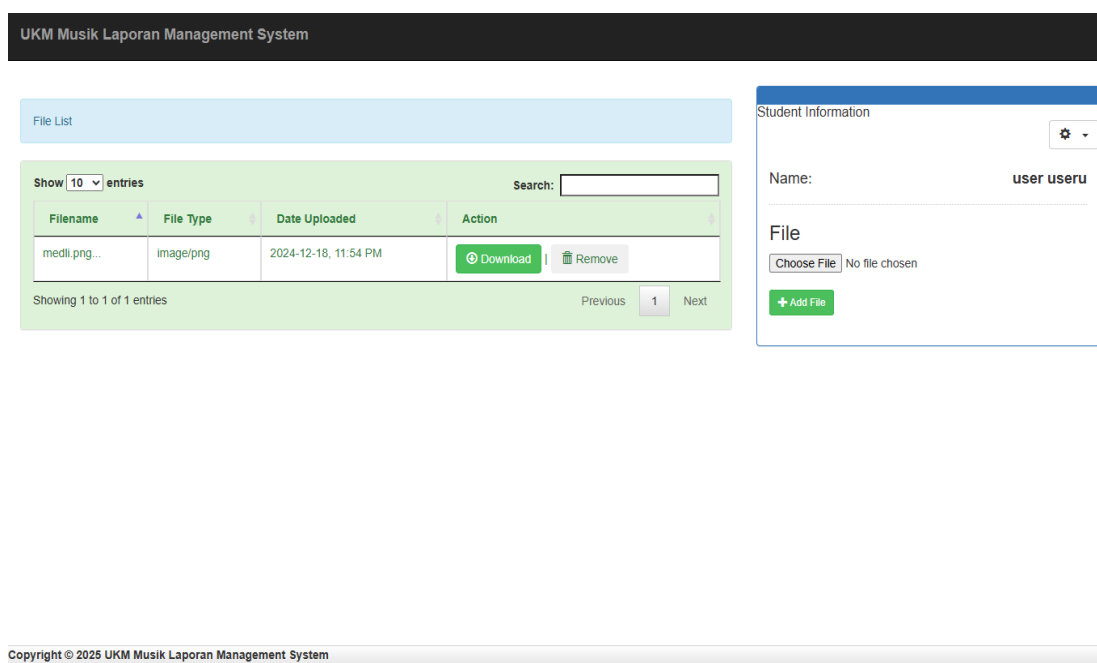 UKM Musik Laporan Management System
File List
Show 10 entries
Search:
Filename File Type Date Uploaded Action
medli.png... image/png 2024-12-18, 11:54 PM Download | Remove
Showing 1 to 1 of 1 entries
Previous 1 Next
Student Information
Name: user useru
File
Choose File No file chosen
Add File
Copyright © 2025 UKM Musik Laporan Management System